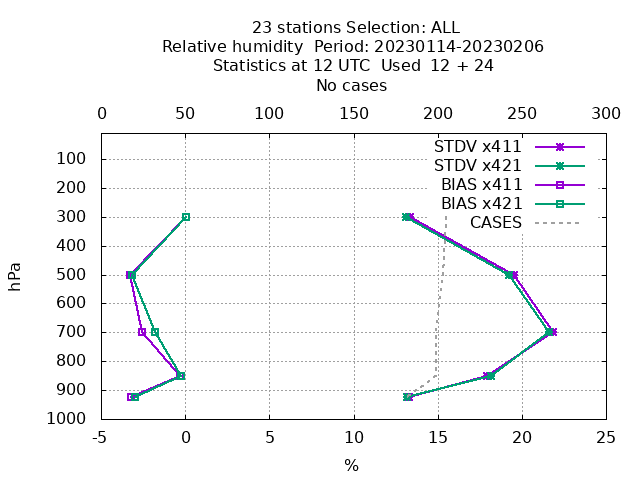 23 stations Selection: ALL
Relative humidity  Period: 20230114-20230206
Statistics at 12 UTC  Used  12 + 24
No cases
0 50 100 150 200 250 300
STDV x411
STDV x421
BIAS x411
BIAS x421
CASES
100
200
300
400
500
600
700
800
900
1000
hPa
-5 0 5 10 15 20 25
%